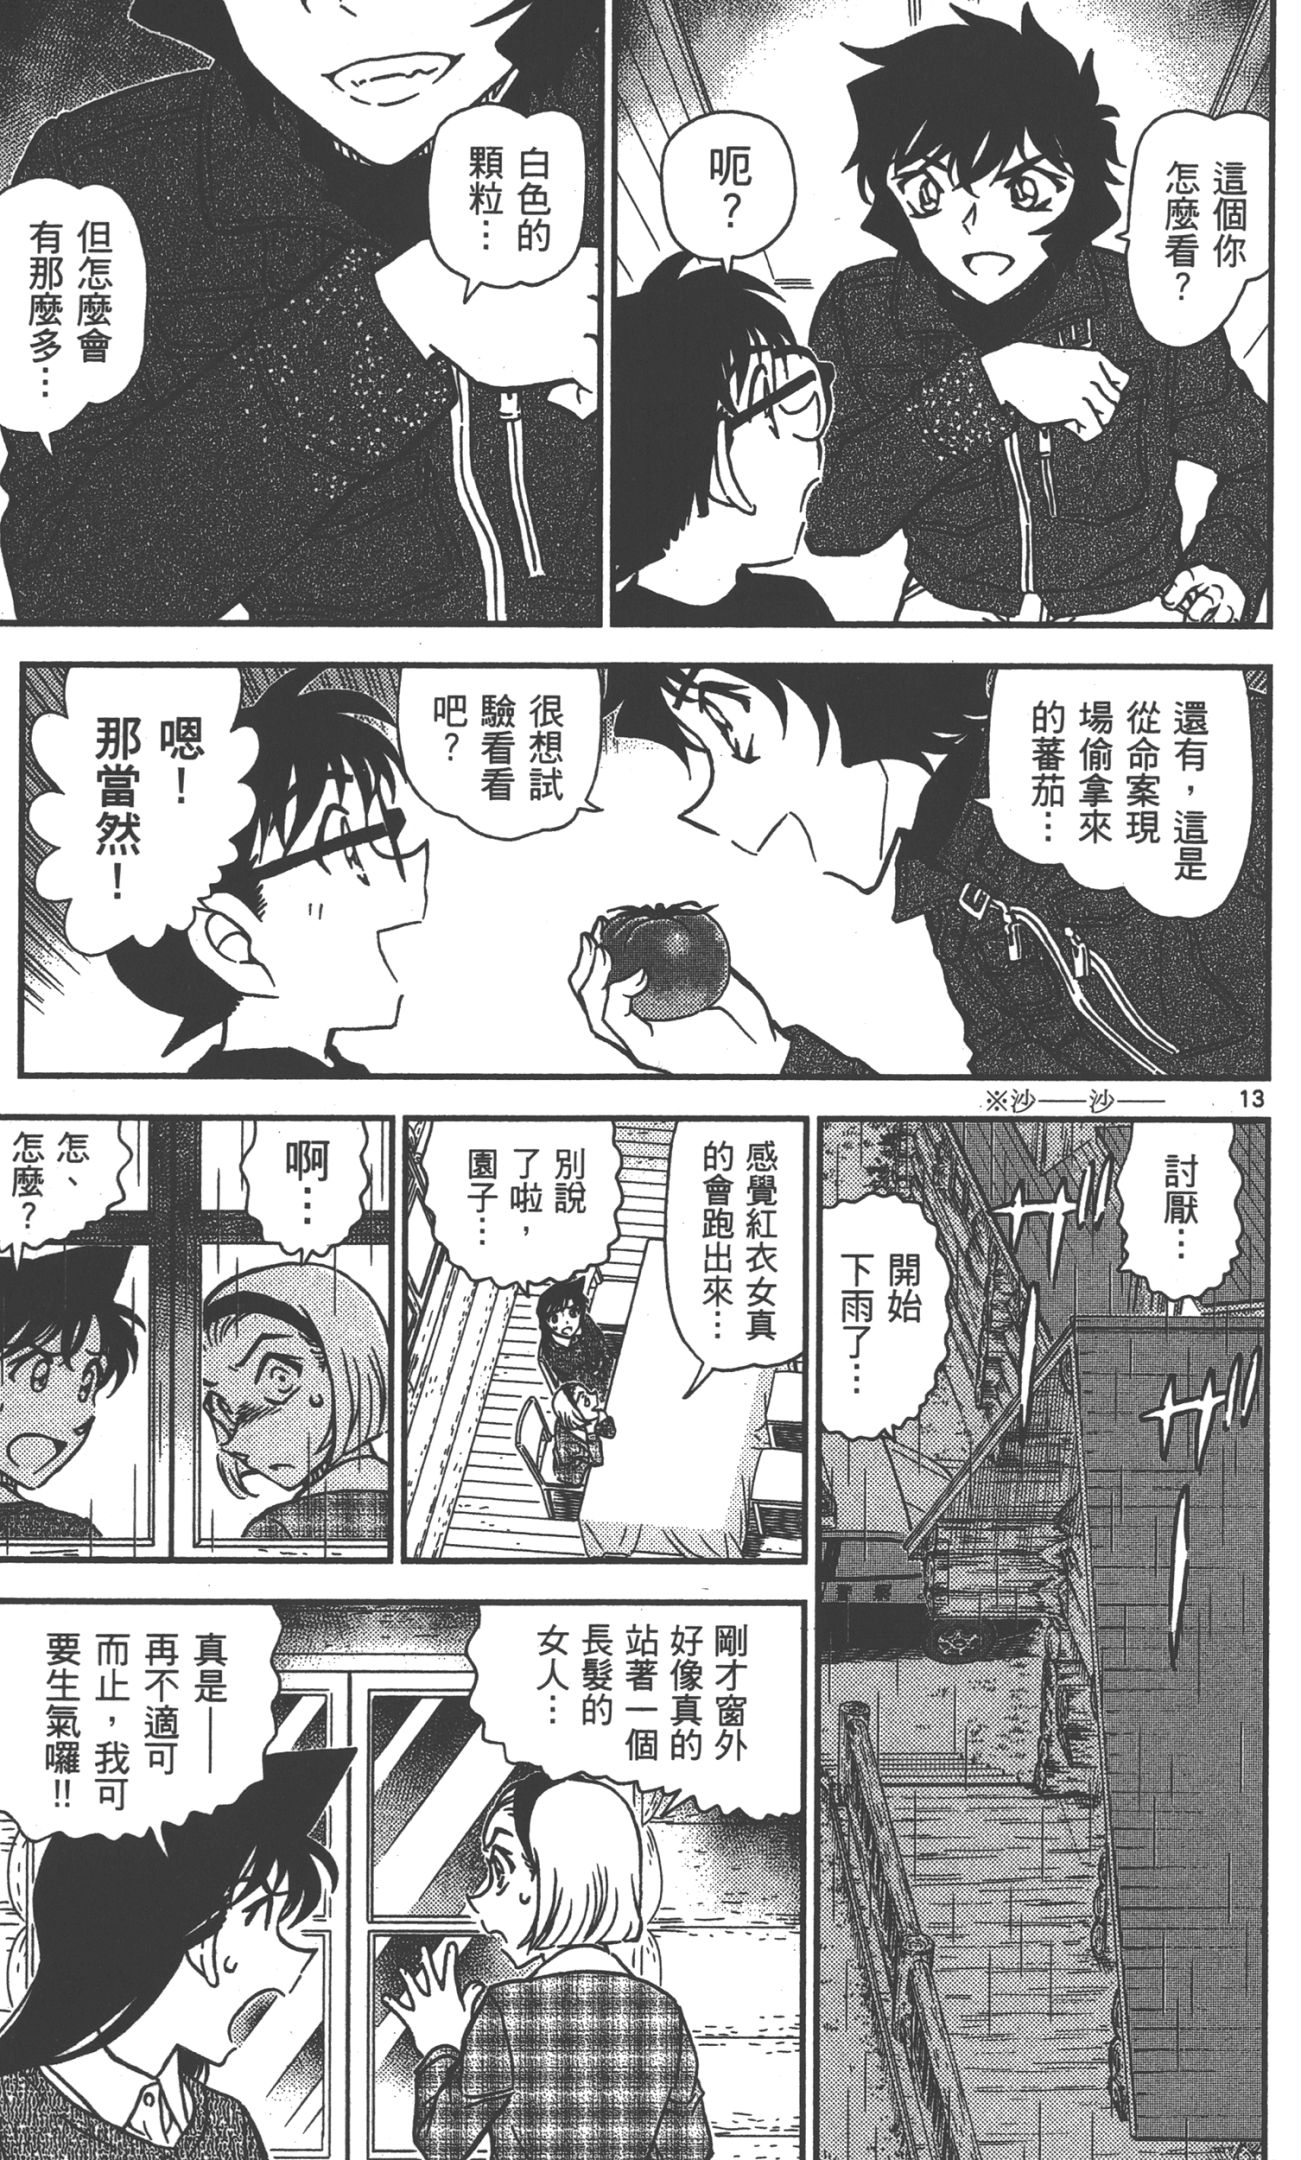 這個你
怎麼看？
呃？
白色的
顆粒…
但怎麼會
有那麼多…
還有，這是
從命案現
場偷拿來
的蕃茄…
很想試
驗看看
吧？
嗯！
那當然！
※沙——沙——
13
討厭…
開始
下雨了…
感覺紅衣女真
的會跑出來…
別說
了啦，
園子…
啊…
怎、
怎麼？
剛才窗外
好像真的
站著一個
長髮的
女人…
真是——
再不適可
而止，我可
要生氣囉!!